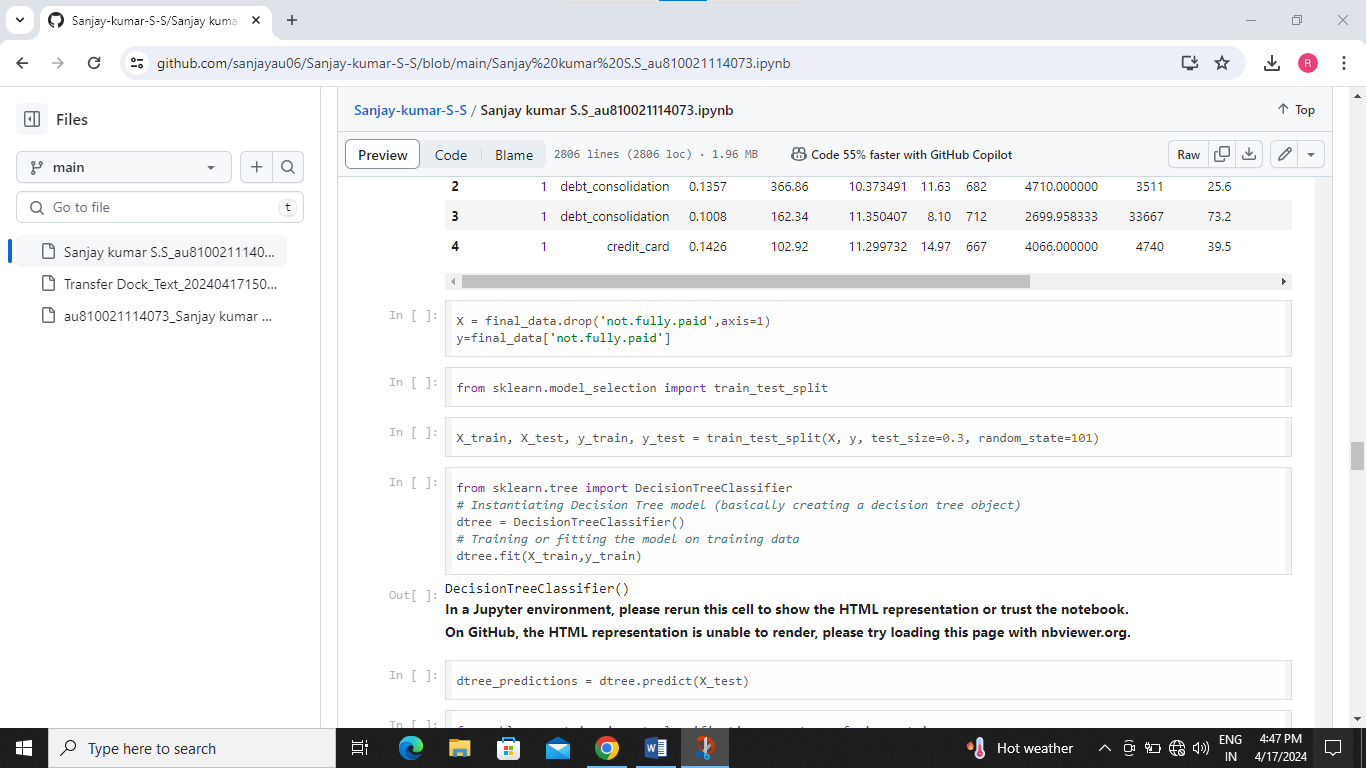 Sanjay-kumar-S-S/Sanjay kuma
github.com/sanjayau06/Sanjay-kumar-S-S/blob/main/Sanjay%20kumar%20S.S_au810021114073.ipynb
R
Files
main
Go to file
t
Sanjay kumar S.S_au8100211140...
Transfer Dock_Text_20240417150...
au810021114073_Sanjay kumar ...
Sanjay-kumar-S-S / Sanjay kumar S.S_au810021114073.ipynb
Top
Preview Code Blame 2806 lines (2806 loc) · 1.96 MB Code 55% faster with GitHub Copilot Raw
2 1 debt_consolidation 0.1357 366.86 10.373491 11.63 682 4710.000000 3511 25.6
3 1 debt_consolidation 0.1008 162.34 11.350407 8.10 712 2699.958333 33667 73.2
4 1 credit_card 0.1426 102.92 11.299732 14.97 667 4066.000000 4740 39.5
In [ ]: X = final_data.drop('not.fully.paid',axis=1)
y=final_data['not.fully.paid']
In [ ]: from sklearn.model_selection import train_test_split
In [ ]: X_train, X_test, y_train, y_test = train_test_split(X, y, test_size=0.3, random_state=101)
In [ ]: from sklearn.tree import DecisionTreeClassifier
# Instantiating Decision Tree model (basically creating a decision tree object)
dtree = DecisionTreeClassifier()
# Training or fitting the model on training data
dtree.fit(X_train,y_train)
Out[ ]: DecisionTreeClassifier()
In a Jupyter environment, please rerun this cell to show the HTML representation or trust the notebook.
On GitHub, the HTML representation is unable to render, please try loading this page with nbviewer.org.
In [ ]: dtree_predictions = dtree.predict(X_test)
In [ ]:
Type here to search
Hot weather
ENG
IN
4:47 PM
4/17/2024